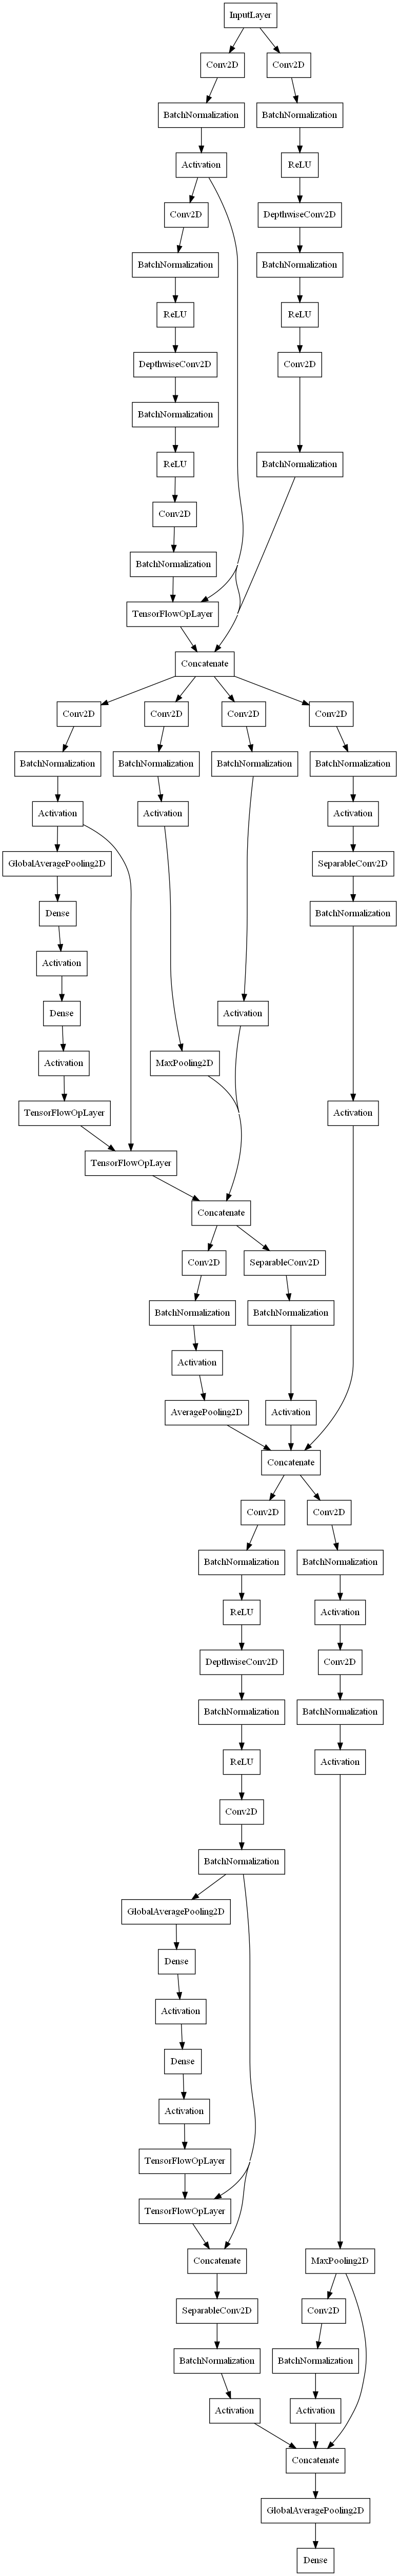 InputLayer
Conv2D
Conv2D
BatchNormalization
BatchNormalization
Activation
ReLU
Conv2D
DepthwiseConv2D
BatchNormalization
BatchNormalization
ReLU
ReLU
DepthwiseConv2D
Conv2D
BatchNormalization
ReLU
BatchNormalization
Conv2D
BatchNormalization
TensorFlowOpLayer
Concatenate
Conv2D
Conv2D
Conv2D
Conv2D
BatchNormalization
BatchNormalization
BatchNormalization
BatchNormalization
Activation
Activation
Activation
GlobalAveragePooling2D
SeparableConv2D
Dense
BatchNormalization
Activation
Dense
Activation
Activation
MaxPooling2D
TensorFlowOpLayer
Activation
TensorFlowOpLayer
Concatenate
Conv2D
SeparableConv2D
BatchNormalization
BatchNormalization
Activation
AveragePooling2D
Activation
Concatenate
Conv2D
Conv2D
BatchNormalization
BatchNormalization
ReLU
Activation
DepthwiseConv2D
Conv2D
BatchNormalization
BatchNormalization
ReLU
Activation
Conv2D
BatchNormalization
GlobalAveragePooling2D
Dense
Activation
Dense
Activation
TensorFlowOpLayer
TensorFlowOpLayer
Concatenate
MaxPooling2D
SeparableConv2D
Conv2D
BatchNormalization
BatchNormalization
Activation
Activation
Concatenate
GlobalAveragePooling2D
Dense